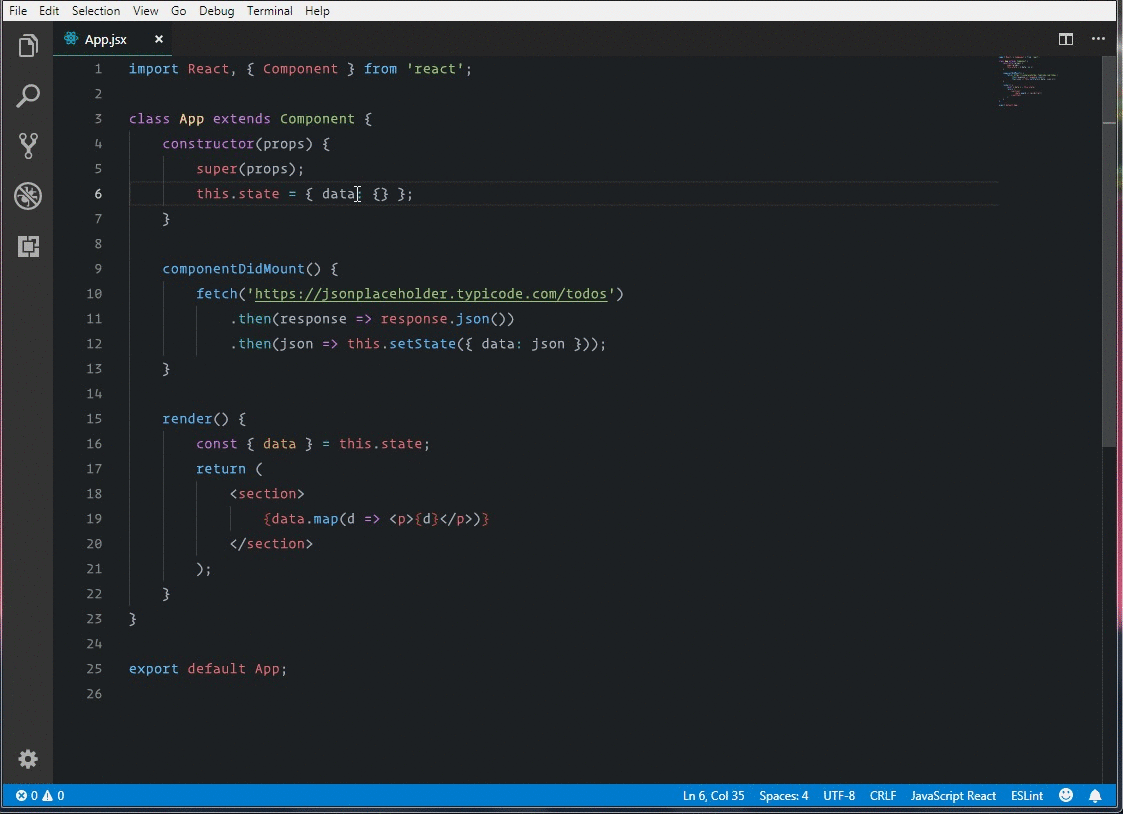 File Edit Selection View Go Debug Terminal Help
App.jsx
1 import React, { Component } from 'react';
2
3 class App extends Component {
4 constructor(props) {
5 super(props);
6 this.state = { data: {} };
7 }
8
9 componentDidMount() {
10 fetch('https://jsonplaceholder.typicode.com/todos')
11 .then(response => response.json())
12 .then(json => this.setState({ data: json }));
13 }
14
15 render() {
16 const { data } = this.state;
17 return (
18 <section>
19 {data.map(d => <p>{d}</p>)}
20 </section>
21 );
22 }
23 }
24
25 export default App;
26
0 0 Ln 6, Col 35 Spaces: 4 UTF-8 CRLF JavaScript React ESLint